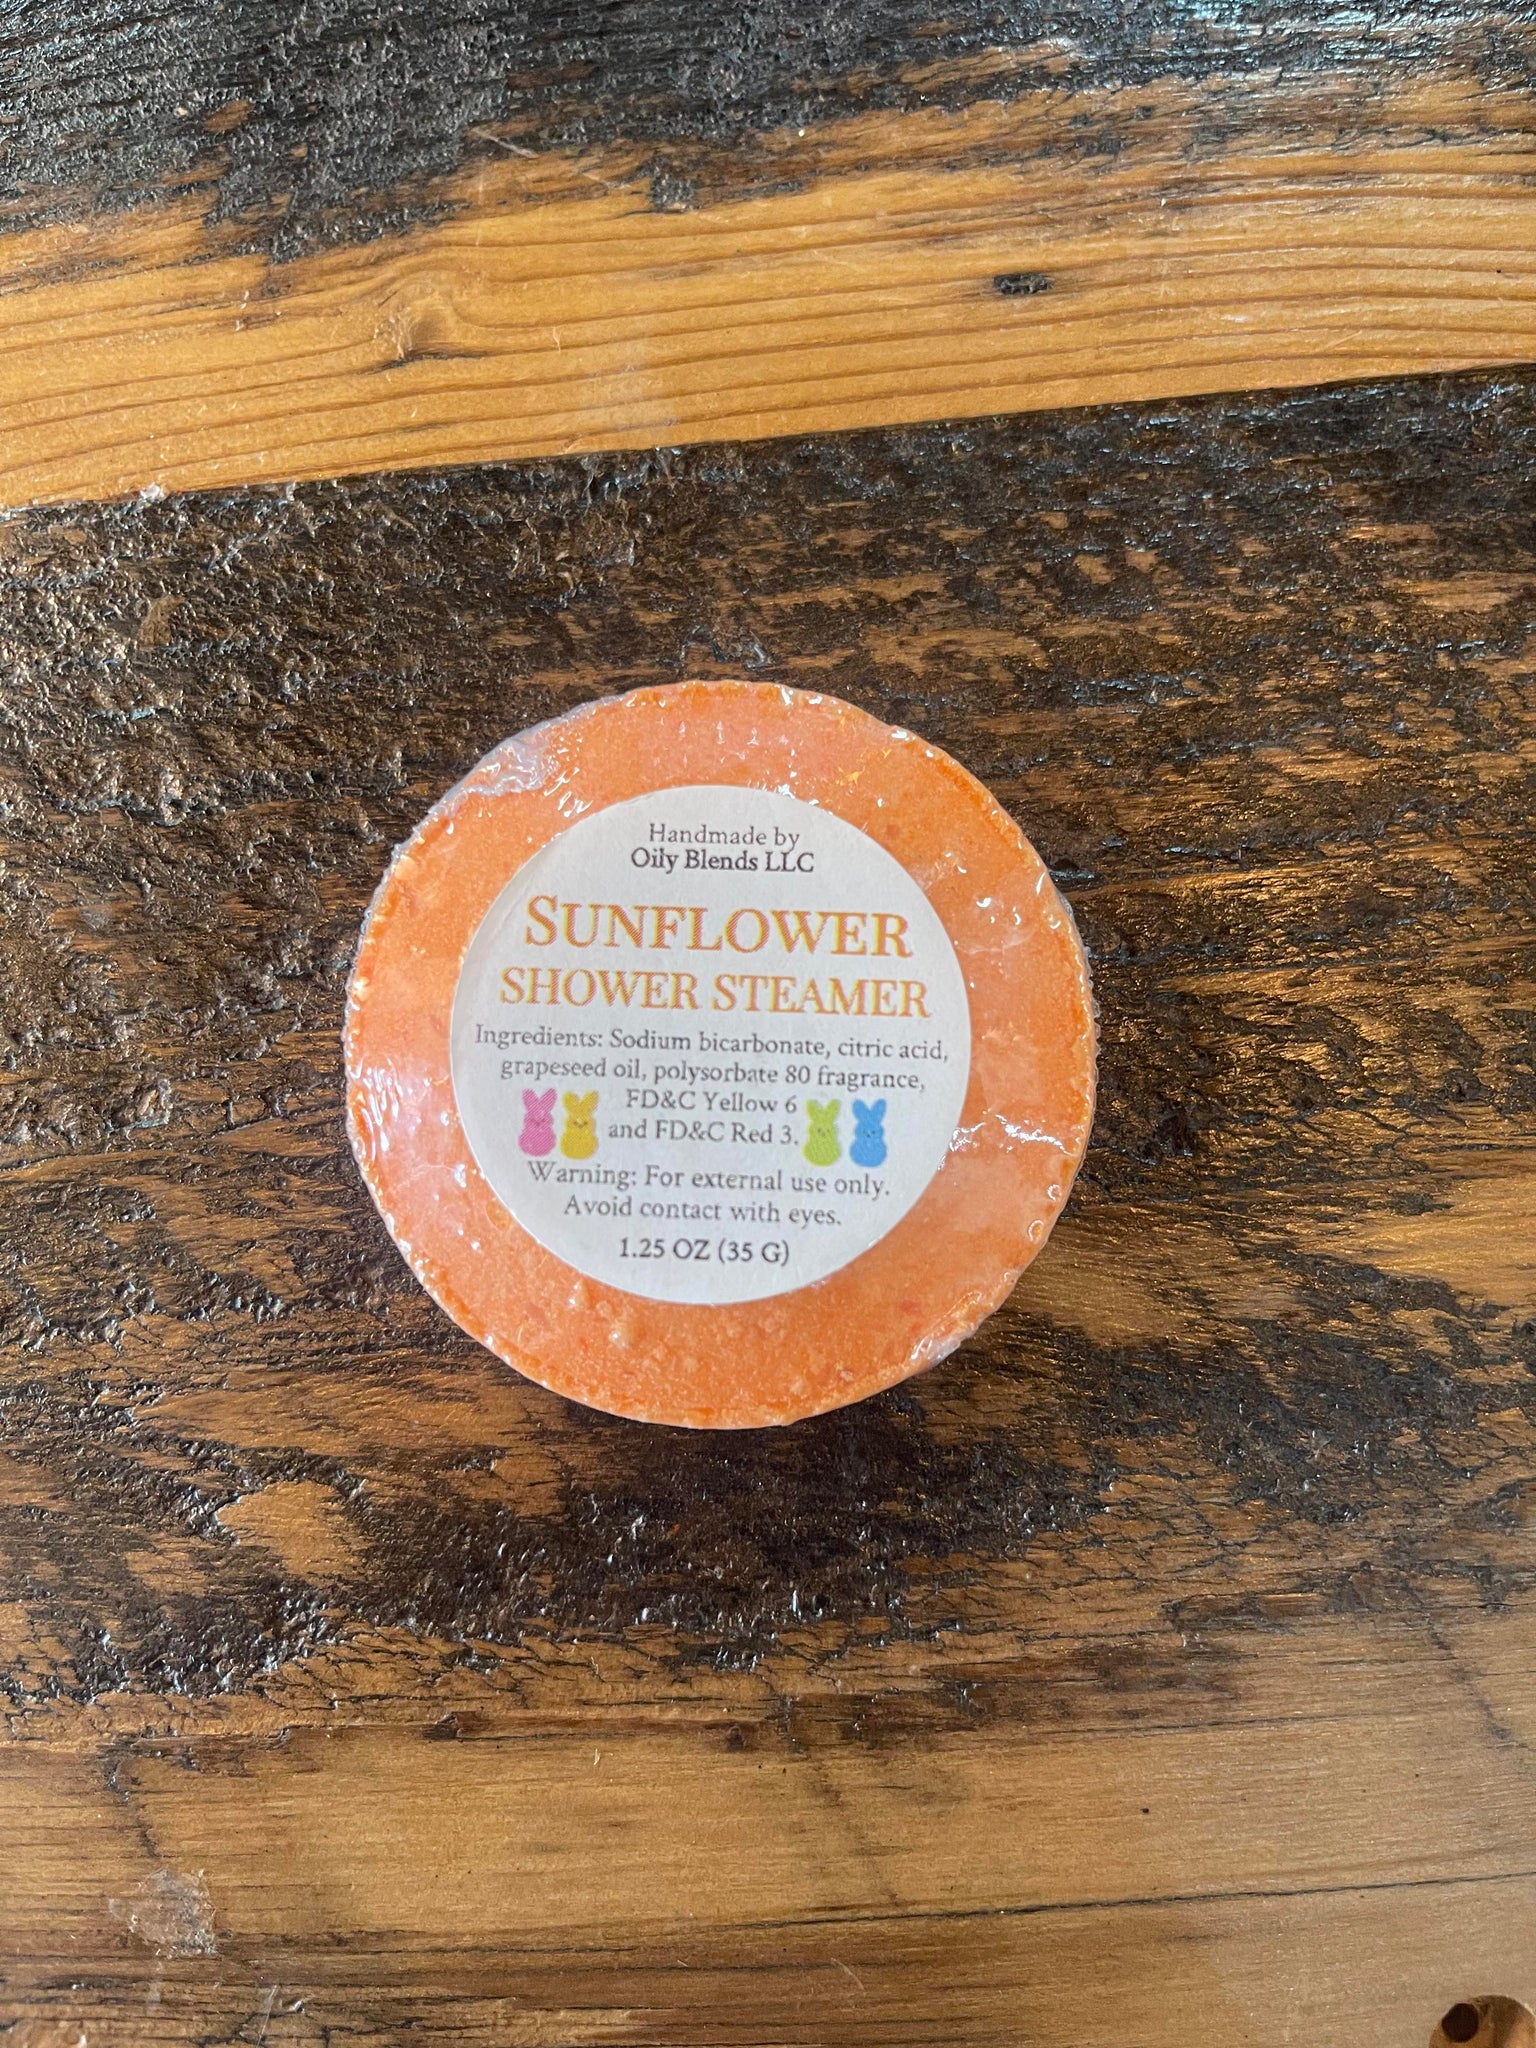 Handmade by
Oily Blends LLC
SUNFLOWER
SHOWER STEAMER
Ingredients: Sodium bicarbonate, citric acid,
grapeseed oil, polysorbate 80 fragrance,
FD&C Yellow 6
and FD&C Red 3.
Warning: For external use only.
Avoid contact with eyes.
1.25 OZ (35 G)